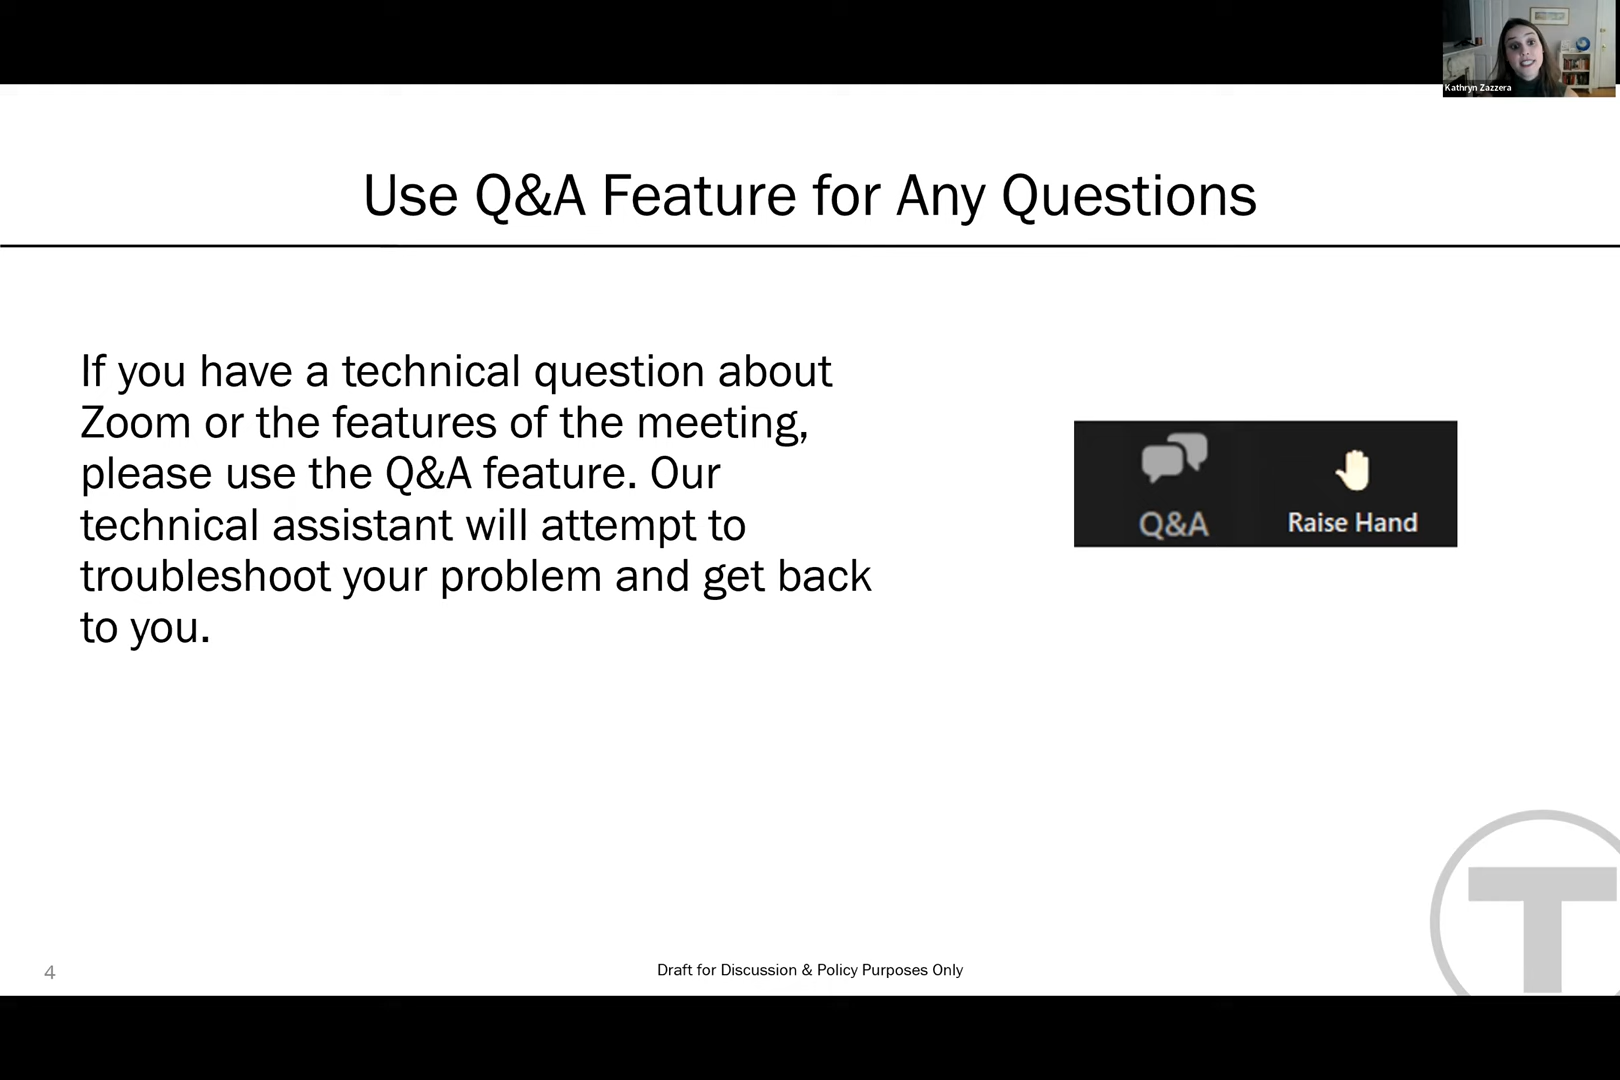 Kathryn Zazzera
Use Q&A Feature for Any Questions
If you have a technical question about
Zoom or the features of the meeting,
please use the Q&A feature. Our
technical assistant will attempt to
troubleshoot your problem and get back
to you.
Q&A
Raise Hand
T
4
Draft for Discussion & Policy Purposes Only